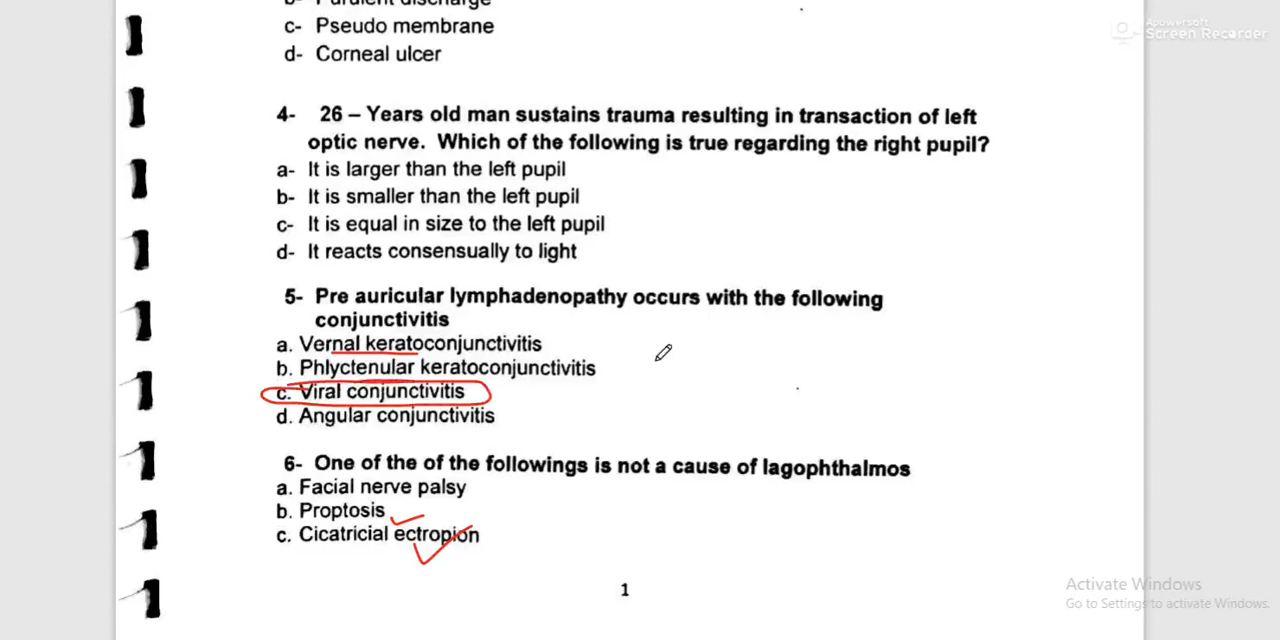 b- Purulent discharge
c- Pseudo membrane
d- Corneal ulcer
Apowersoft
Screen Recorder
4- 26 – Years old man sustains trauma resulting in transaction of left
optic nerve. Which of the following is true regarding the right pupil?
a- It is larger than the left pupil
b- It is smaller than the left pupil
c- It is equal in size to the left pupil
d- It reacts consensually to light
5- Pre auricular lymphadenopathy occurs with the following
conjunctivitis
a. Vernal keratoconjunctivitis
b. Phlyctenular keratoconjunctivitis
c. Viral conjunctivitis
d. Angular conjunctivitis
6- One of the of the followings is not a cause of lagophthalmos
a. Facial nerve palsy
b. Proptosis
c. Cicatricial ectropion
1
Activate Windows
Go to Settings to activate Windows.